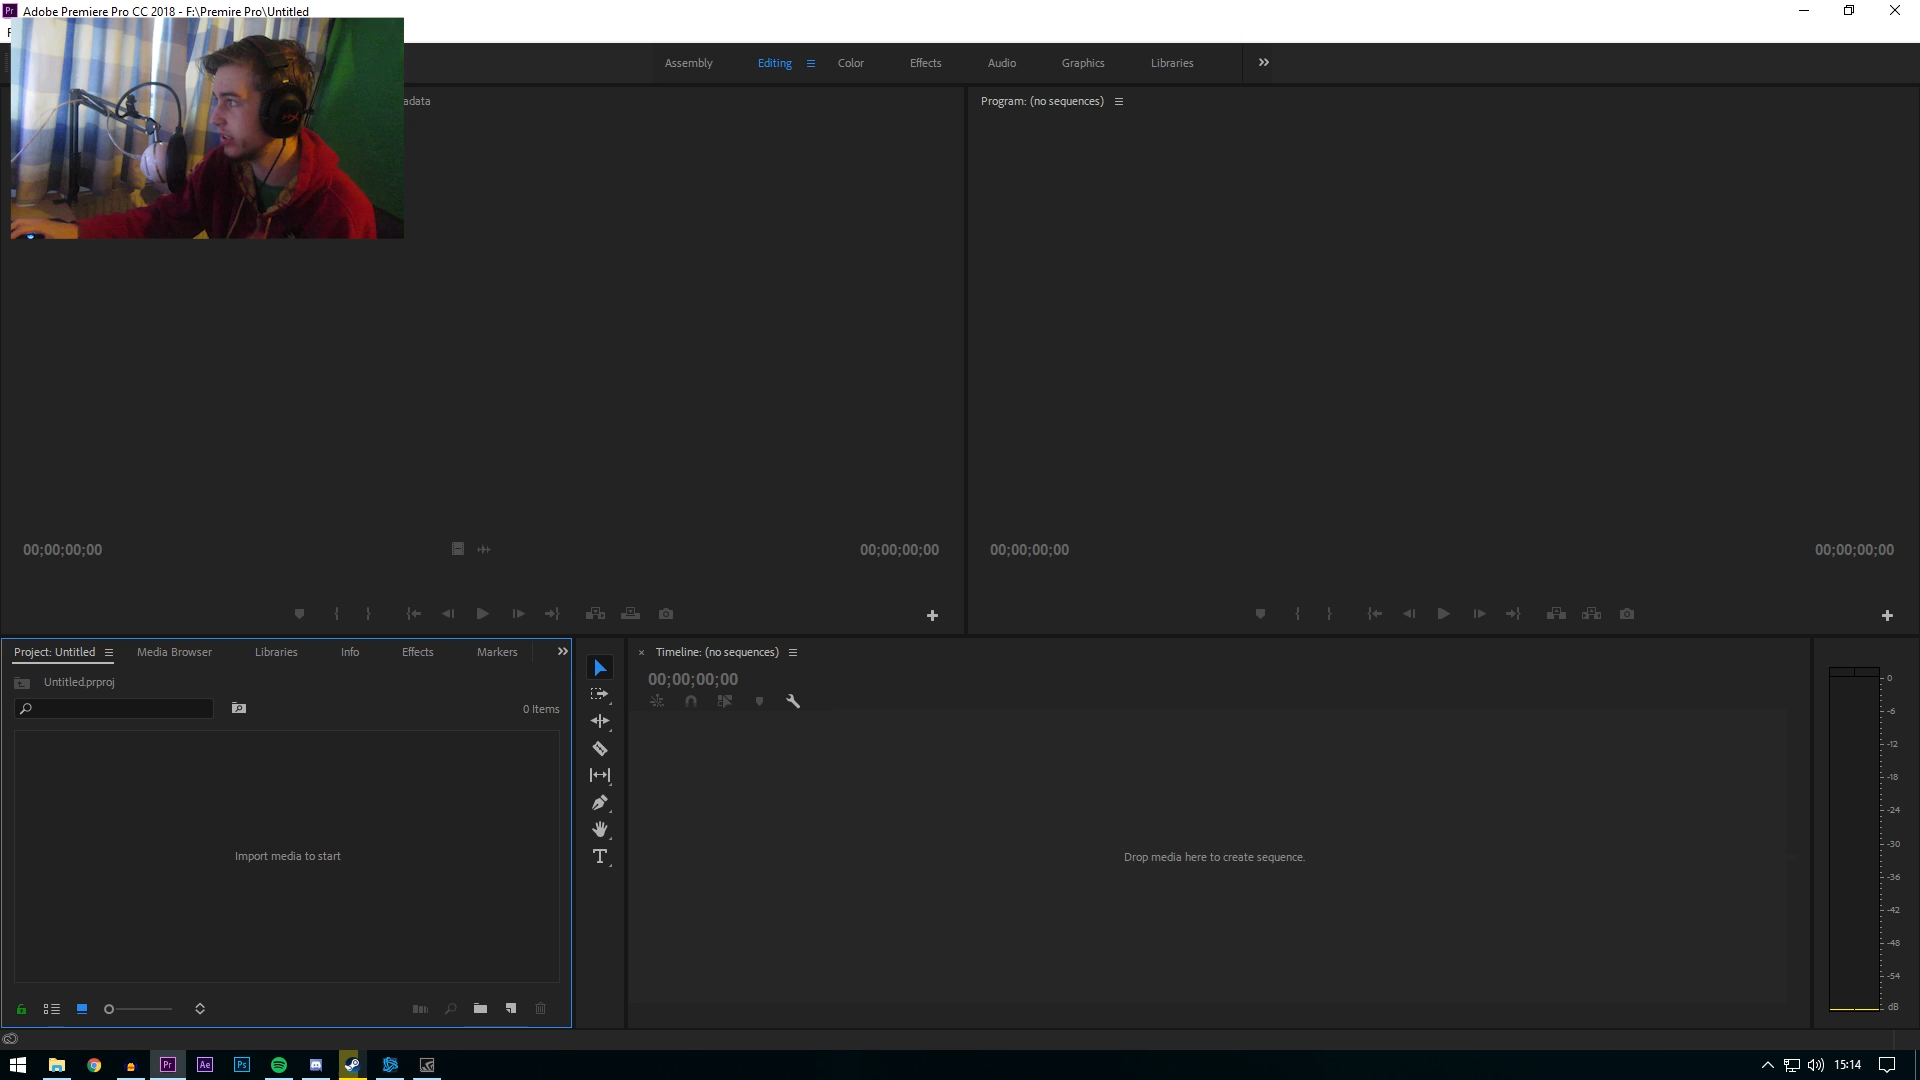 Pr Adobe Premiere Pro CC 2018 - F:\Premire Pro\Untitled
Assembly Editing Color Effects Audio Graphics Libraries
adata
Program: (no sequences)
00;00;00;00 00;00;00;00 00;00;00;00 00;00;00;00
Project: Untitled Media Browser Libraries Info Effects Markers
Untitled.prproj
0 Items
Import media to start
Timeline: (no sequences)
00;00;00;00
Drop media here to create sequence.
0
-6
-12
-18
-24
-30
-36
-42
-48
-54
dB
Pr Ae Ps 15:14